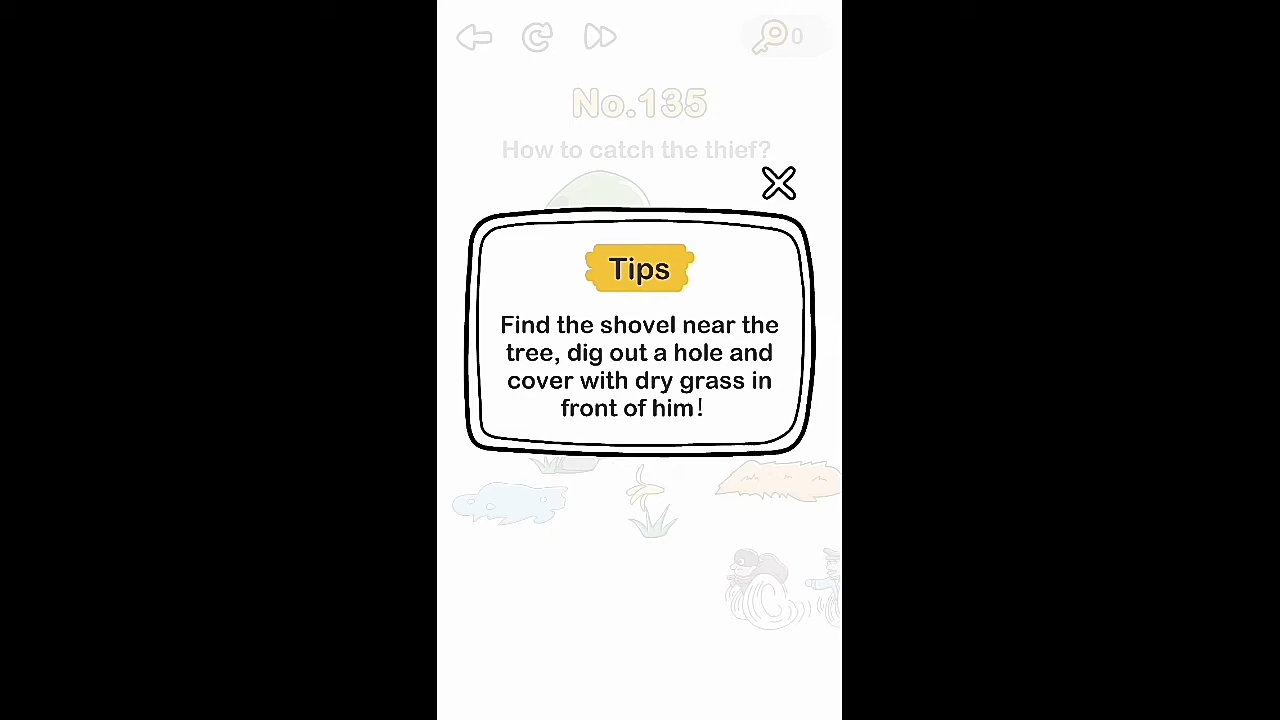 0
No.135
How to catch the thief?
Tips
Find the shovel near the
tree, dig out a hole and
cover with dry grass in
front of him!